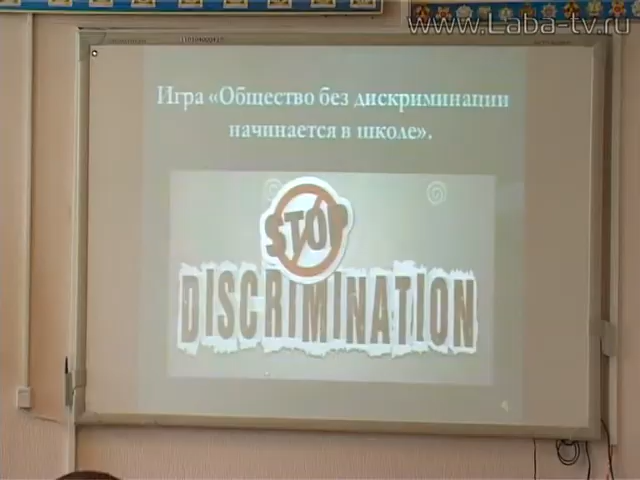 www.Laba-tv.ru
Игра «Общество без дискриминации
начинается в школе».
STOP
DISCRIMINATION